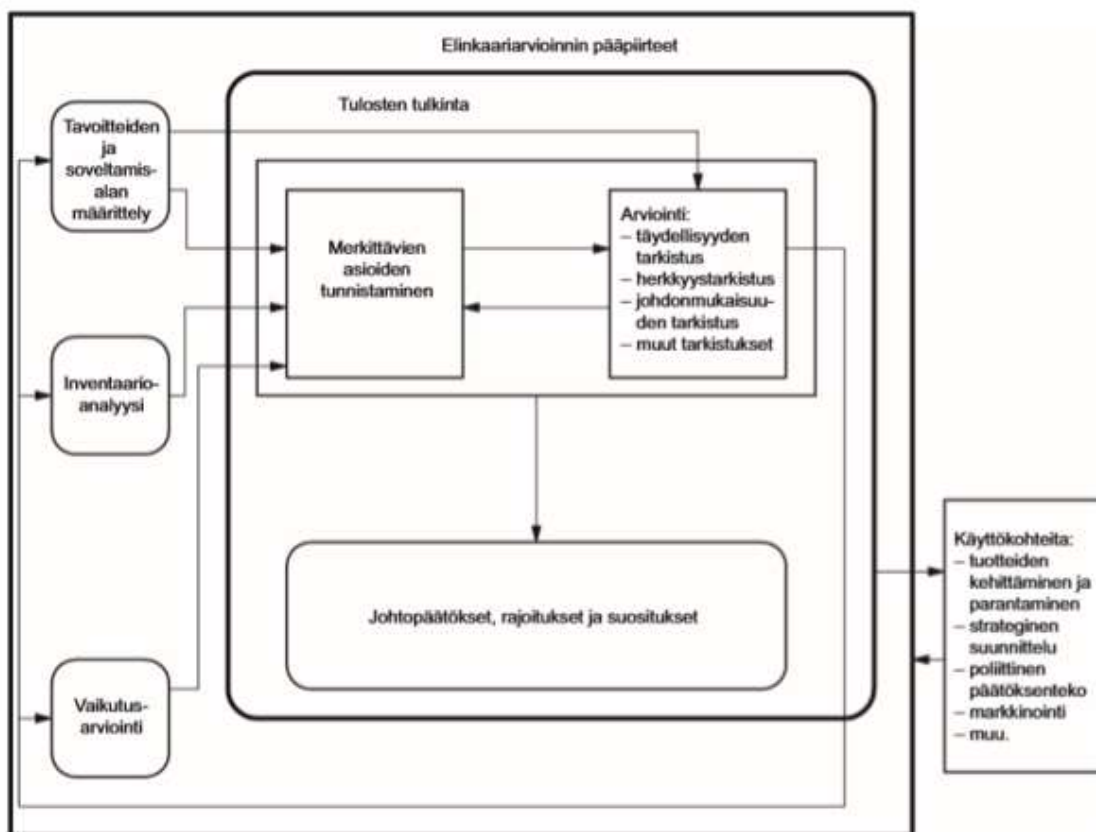 Elinkaariarvioinnin pääpiirteet
Tulosten tulkinta
Tavoitteiden
ja
soveltamis-
alan
määrittely
Merkittävien
asioiden
tunnistaminen
Arviointi:
– täydellisyyden
tarkistus
– herkkyystarkistus
– johdonmukaisuu-
den tarkistus
– muut tarkistukset
Inventaario-
analyysi
Johtopäätökset, rajoitukset ja suositukset
Vaikutus-
arviointi
Käyttökohteita:
– tuotteiden
kehittäminen ja
parantaminen
– strateginen
suunnittelu
– poliittinen
päätöksenteko
– markkinointi
– muu.